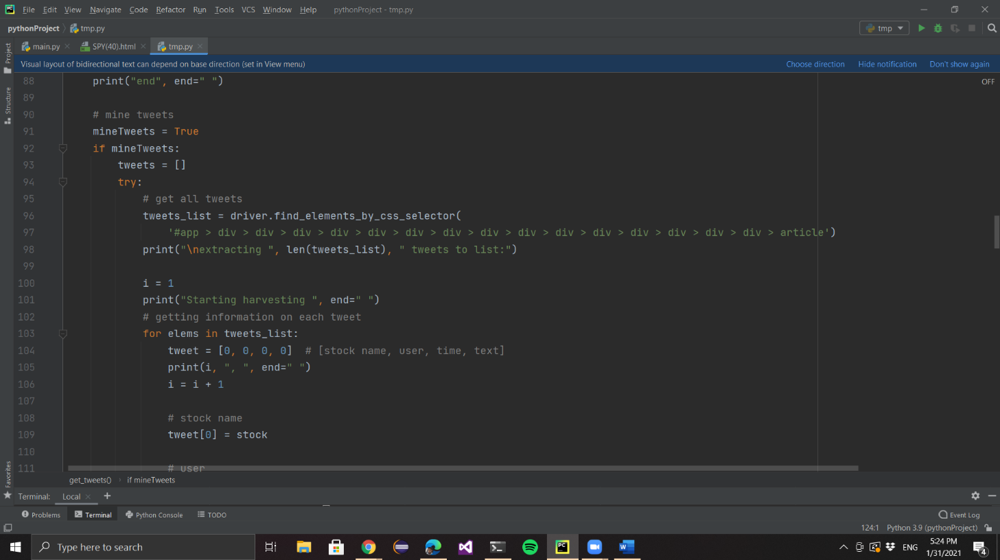 PC File Edit View Navigate Code Refactor Run Tools VCS Window Help pythonProject - tmp.py
pythonProject tmp.py tmp
main.py SPY(40).html tmp.py
Visual layout of bidirectional text can depend on base direction (set in View menu) Choose direction Hide notification Don't show again
Project
Structure
Favorites
OFF
88 print("end", end=" ")
89
90 # mine tweets
91 mineTweets = True
92 if mineTweets:
93 tweets = []
94 try:
95 # get all tweets
96 tweets_list = driver.find_elements_by_css_selector(
97 '#app > div > div > div > div > div > div > div > div > div > div > div > div > div > div > div > article')
98 print("\nextracting ", len(tweets_list), " tweets to list:")
99
100 i = 1
101 print("Starting harvesting ", end=" ")
102 # getting information on each tweet
103 for elems in tweets_list:
104 tweet = [0, 0, 0, 0] # [stock name, user, time, text]
105 print(i, ", ", end=" ")
106 i = i + 1
107
108 # stock name
109 tweet[0] = stock
110
111 # user
get_tweets() if mineTweets
Terminal: Local +
Problems Terminal Python Console TODO Event Log
124:1 Python 3.9 (pythonProject)
Type here to search PC W ENG 5:24 PM
1/31/2021 4